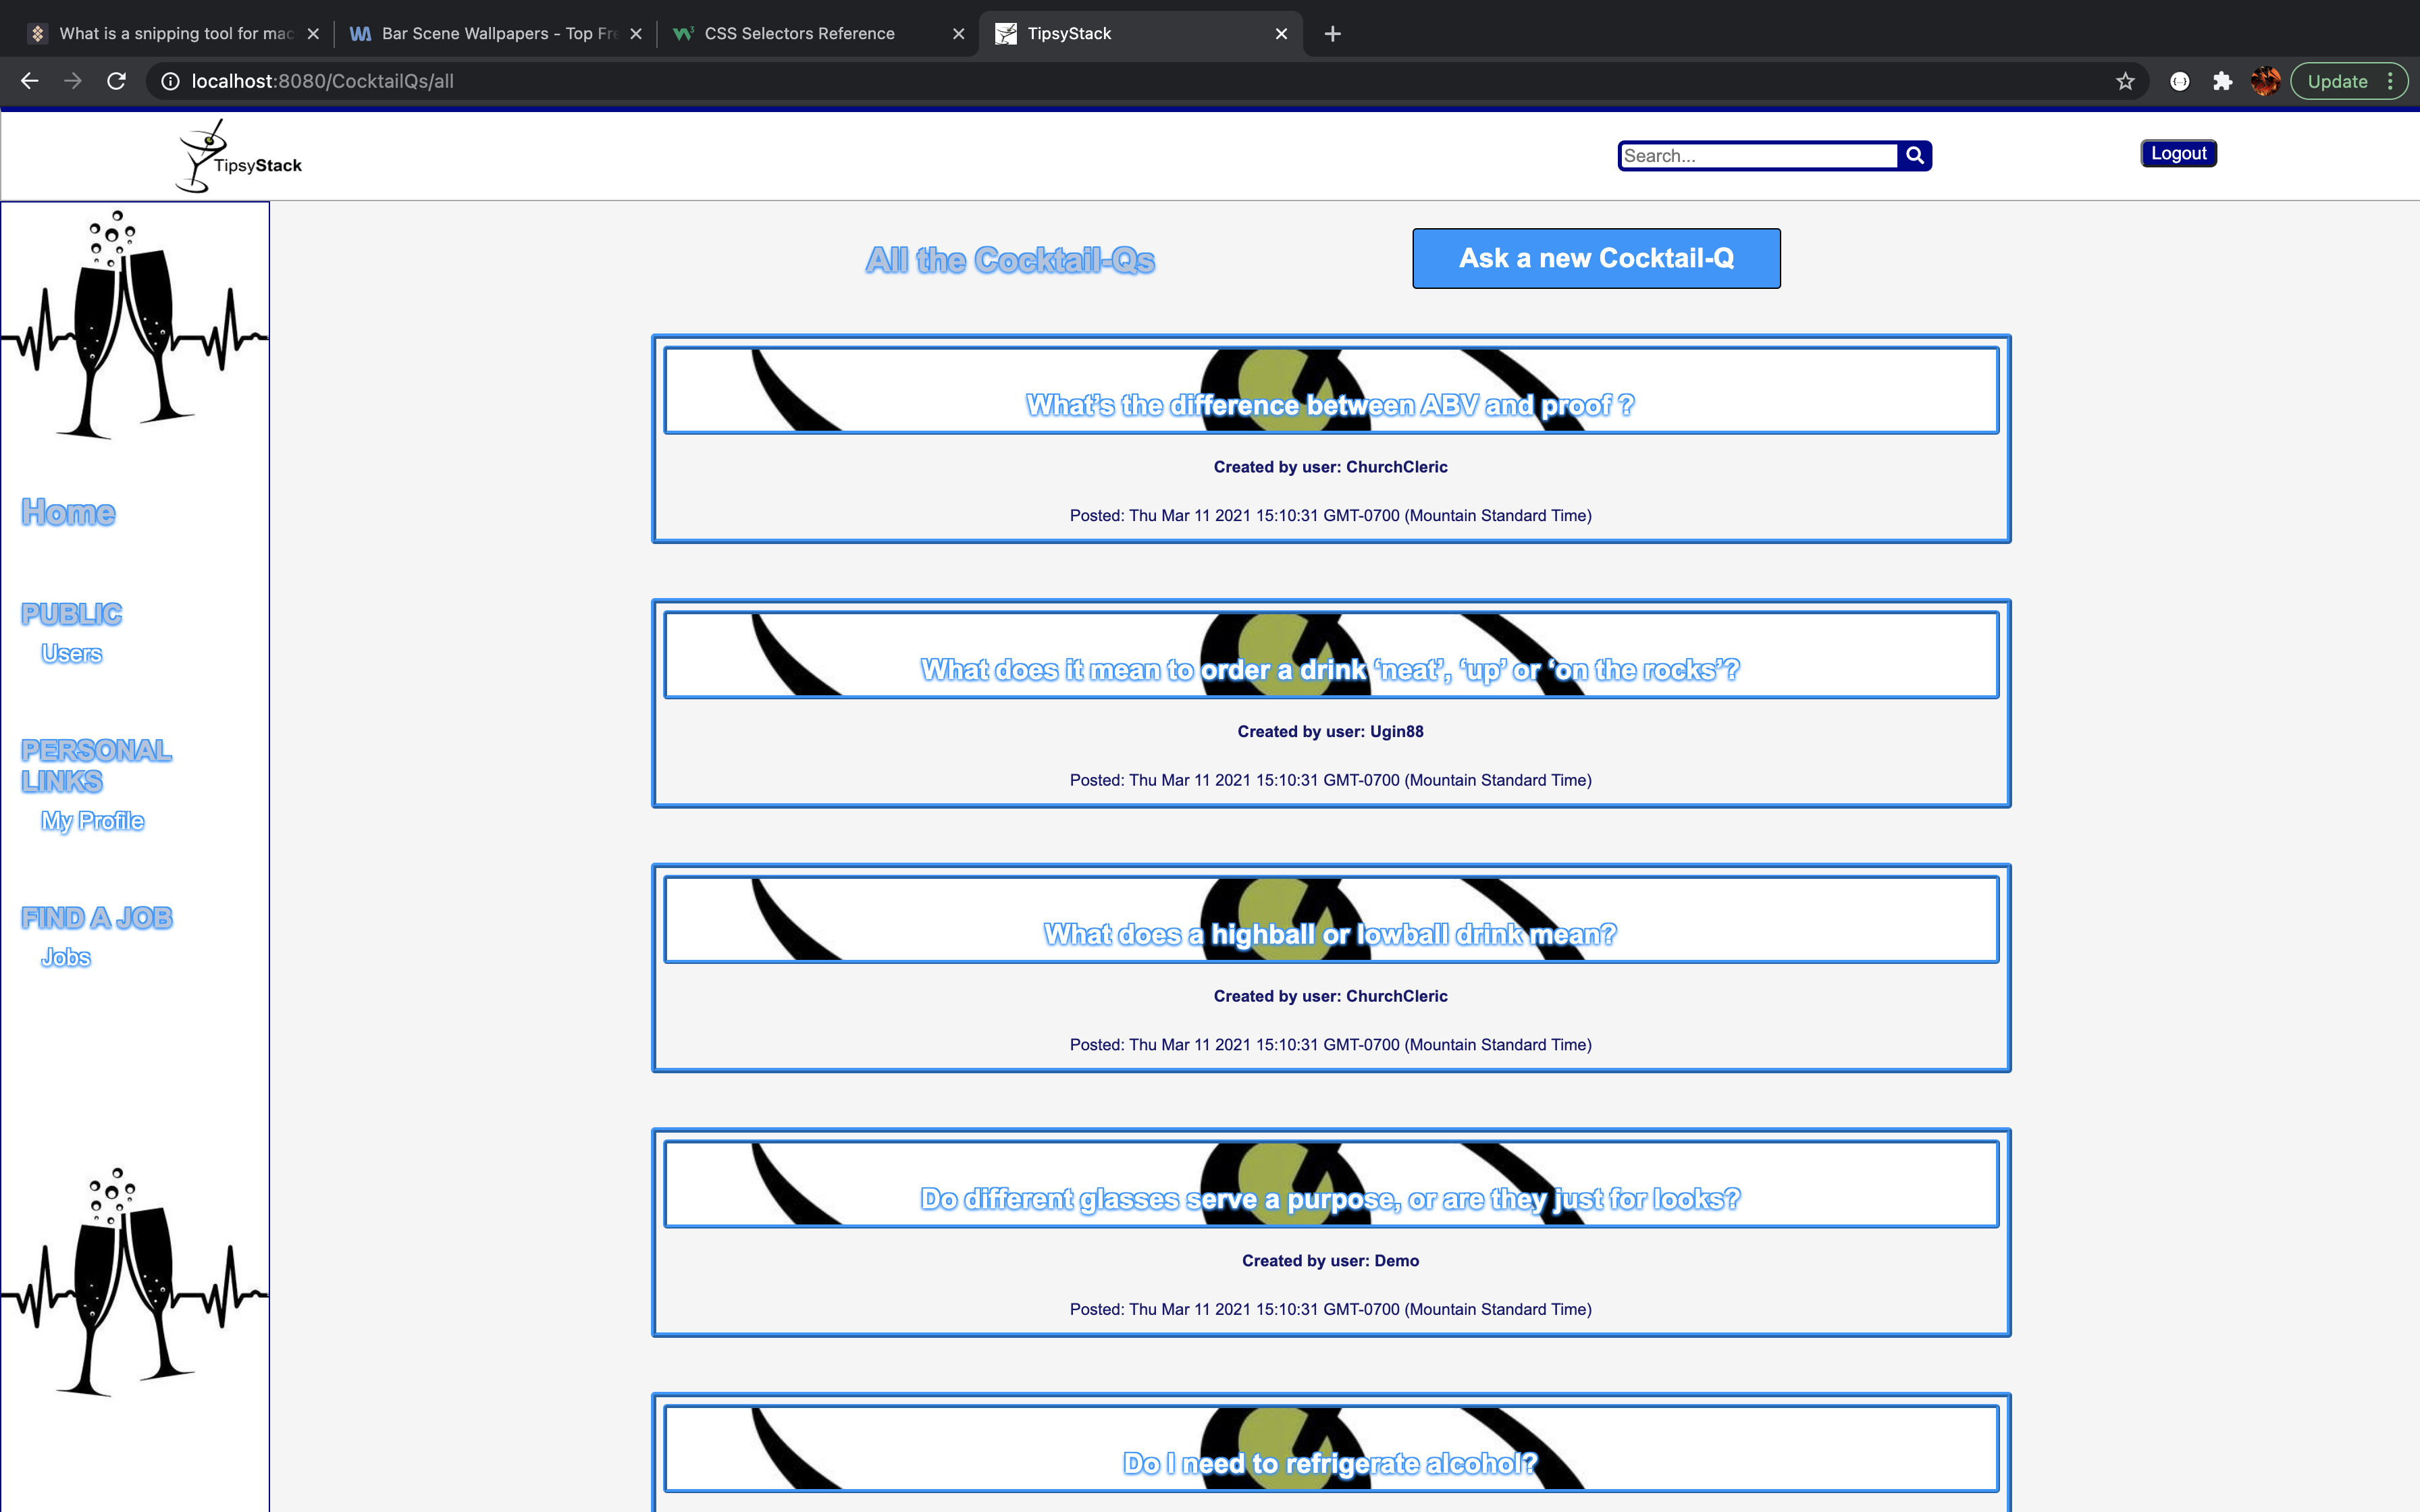 What is a snipping tool for mac
Bar Scene Wallpapers - Top Fre
CSS Selectors Reference
TipsyStack
localhost:8080/CocktailQs/all
Update
TipsyStack
Search...
Logout
All the Cocktail-Qs
Ask a new Cocktail-Q
Home
PUBLIC
Users
PERSONAL
LINKS
My Profile
FIND A JOB
Jobs
What’s the difference between ABV and proof ?
Created by user: ChurchCleric
Posted: Thu Mar 11 2021 15:10:31 GMT-0700 (Mountain Standard Time)
What does it mean to order a drink ‘neat’, ‘up’ or ‘on the rocks’?
Created by user: Ugin88
Posted: Thu Mar 11 2021 15:10:31 GMT-0700 (Mountain Standard Time)
What does a highball or lowball drink mean?
Created by user: ChurchCleric
Posted: Thu Mar 11 2021 15:10:31 GMT-0700 (Mountain Standard Time)
Do different glasses serve a purpose, or are they just for looks?
Created by user: Demo
Posted: Thu Mar 11 2021 15:10:31 GMT-0700 (Mountain Standard Time)
Do I need to refrigerate alcohol?